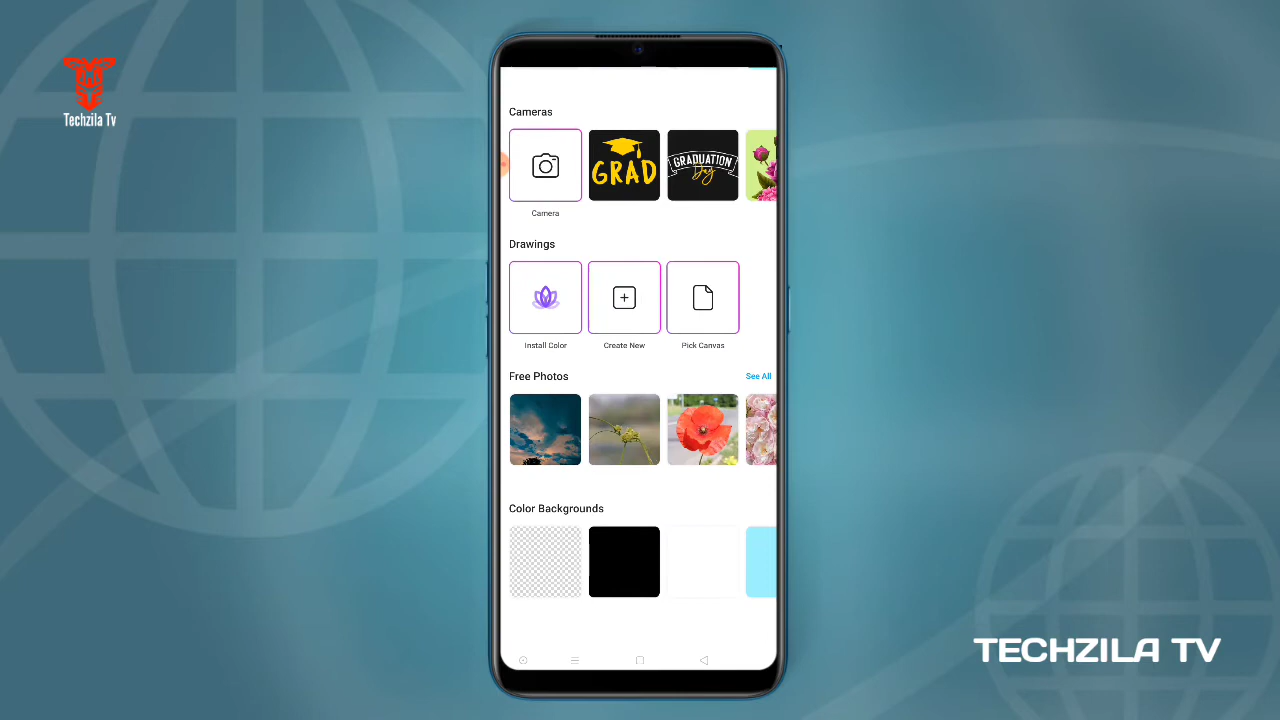 Techzila Tv
Cameras
GRAD
GRADUATION
Day
Camera
Drawings
Install Color
Create New
Pick Canvas
Free Photos
See All
Color Backgrounds
TECHZILA TV